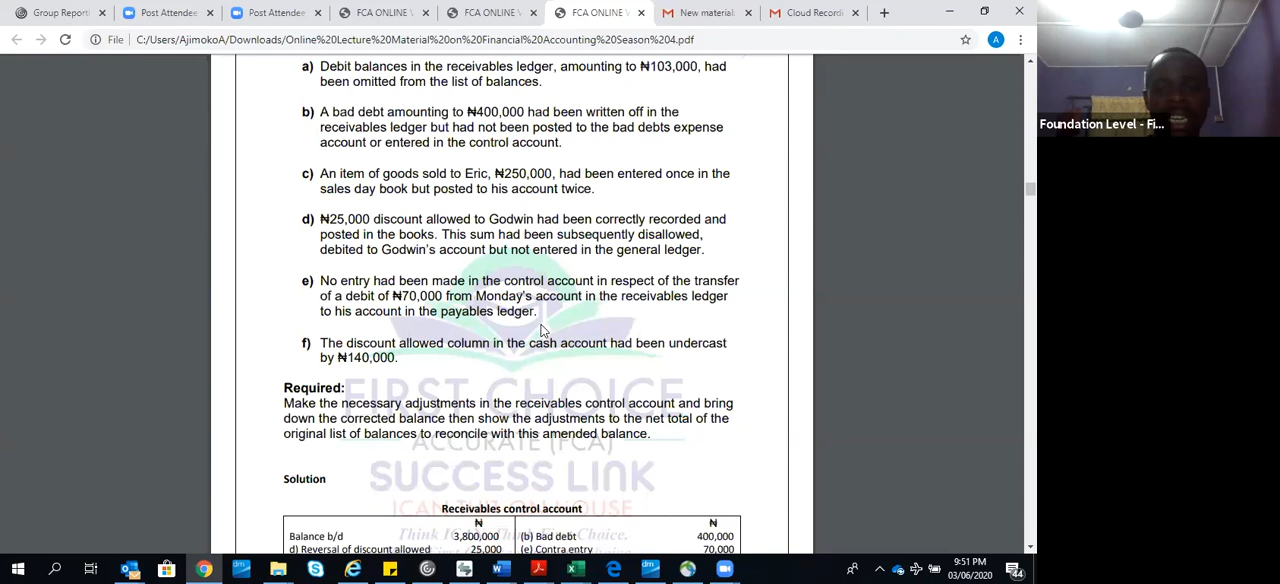 Group Reporti
Post Attendee
Post Attendee
FCA ONLINE V
FCA ONLINE V
FCA ONLINE V
New material
Cloud Recordi
File
C:/Users/AjimokoA/Downloads/Online%20Lecture%20Material%20on%20Financial%20Accounting%20Season%204.pdf
A
a) Debit balances in the receivables ledger, amounting to ₦103,000, had
been omitted from the list of balances.
b) A bad debt amounting to ₦400,000 had been written off in the
receivables ledger but had not been posted to the bad debts expense
account or entered in the control account.
c) An item of goods sold to Eric, ₦250,000, had been entered once in the
sales day book but posted to his account twice.
d) ₦25,000 discount allowed to Godwin had been correctly recorded and
posted in the books. This sum had been subsequently disallowed,
debited to Godwin's account but not entered in the general ledger.
e) No entry had been made in the control account in respect of the transfer
of a debit of ₦70,000 from Monday's account in the receivables ledger
to his account in the payables ledger.
f) The discount allowed column in the cash account had been undercast
by ₦140,000.
Required:
Make the necessary adjustments in the receivables control account and bring
down the corrected balance then show the adjustments to the net total of the
original list of balances to reconcile with this amended balance.
FIRST CHOICE
ACCURATE (FCA)
SUCCESS LINK
Solution
Receivables control account
₦ ₦
Balance b/d 3,800,000 (b) Bad debt 400,000
d) Reversal of discount allowed 25,000 (e) Contra entry 70,000
Foundation Level - Fi...
9:51 PM
03/06/2020
44